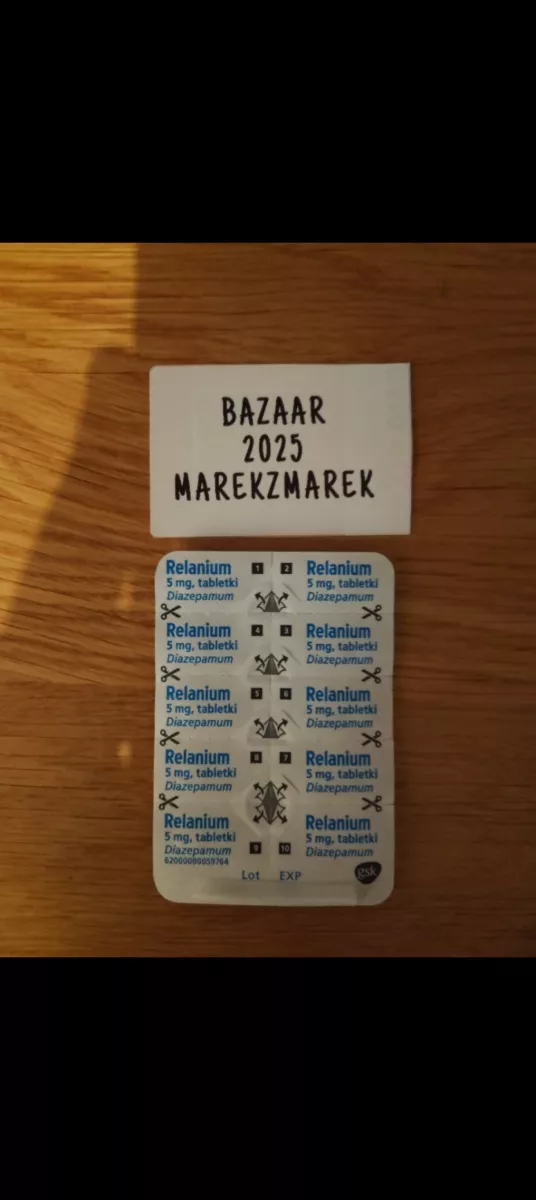 BAZAAR
2025
MAREKZMAREK
Relanium 1
5 mg, tabletki
Diazepamum
2 Relanium
5 mg, tabletki
Diazepamum
Relanium 4
5 mg, tabletki
Diazepamum
3 Relanium
5 mg, tabletki
Diazepamum
Relanium 5
5 mg, tabletki
Diazepamum
6 Relanium
5 mg, tabletki
Diazepamum
Relanium 8
5 mg, tabletki
Diazepamum
7 Relanium
5 mg, tabletki
Diazepamum
Relanium
5 mg, tabletki
Diazepamum 9
62000080059764
Relanium
5 mg, tabletki
10 Diazepamum
Lot EXP
gsk